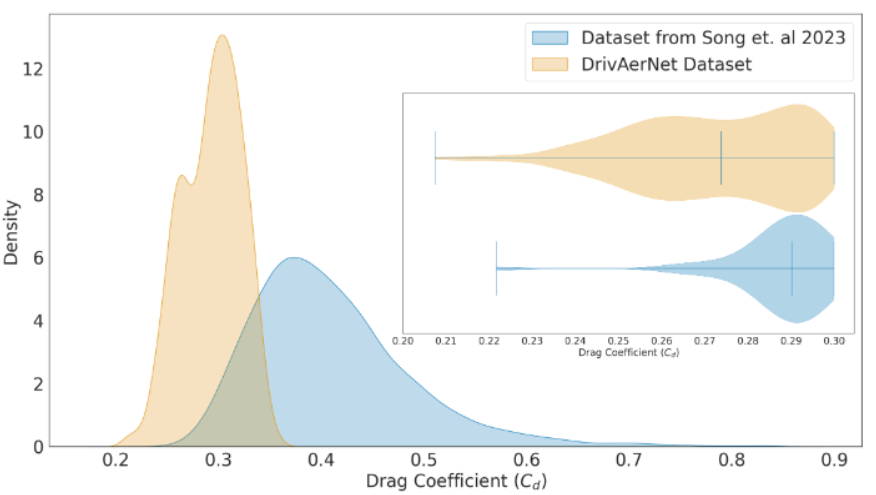 Dataset from Song et. al 2023
DrivAerNet Dataset
12
10
8
6
4
2
0
Density
0.20 0.21 0.22 0.23 0.24 0.25 0.26 0.27 0.28 0.29 0.30
Drag Coefficient (Cd)
0.2 0.3 0.4 0.5 0.6 0.7 0.8 0.9
Drag Coefficient (Cd)